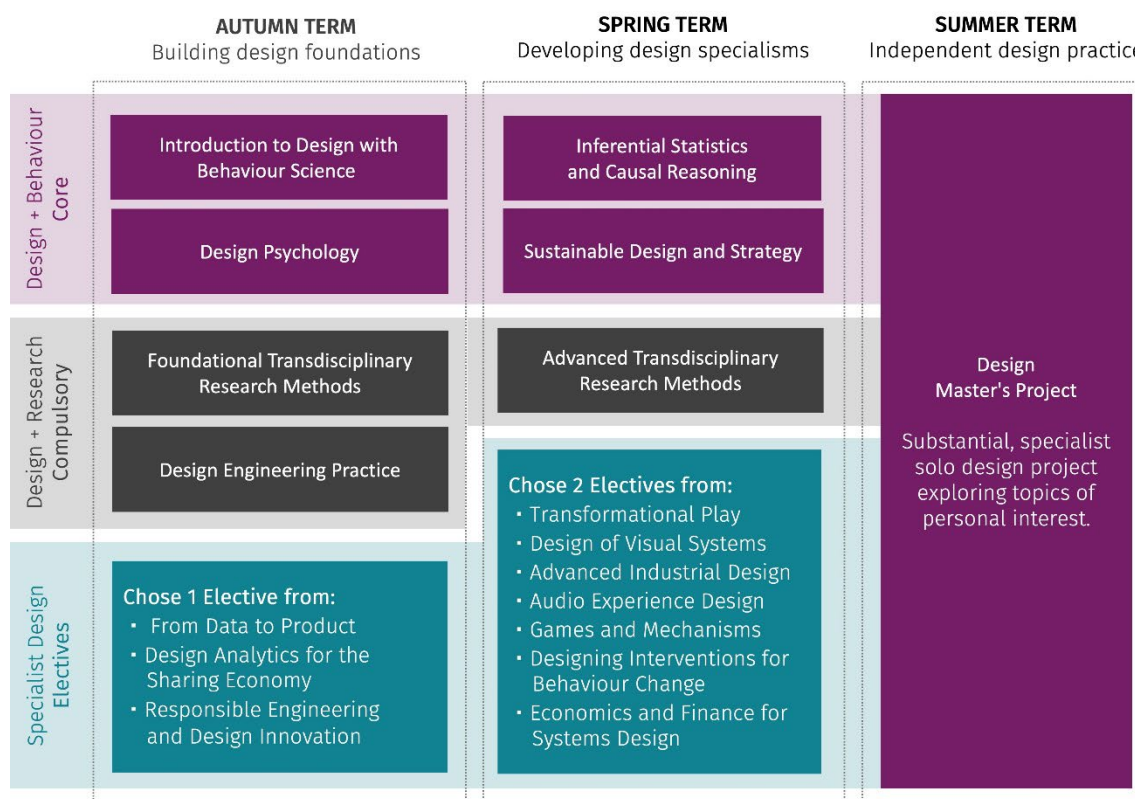 AUTUMN TERM
Building design foundations
SPRING TERM
Developing design specialisms
SUMMER TERM
Independent design practice
Design + Behaviour
Core
Introduction to Design with
Behaviour Science
Design Psychology
Inferential Statistics
and Causal Reasoning
Sustainable Design and Strategy
Design + Research
Compulsory
Foundational Transdisciplinary
Research Methods
Design Engineering Practice
Advanced Transdisciplinary
Research Methods
Specialist Design
Electives
Chose 1 Elective from:
· From Data to Product
· Design Analytics for the
Sharing Economy
· Responsible Engineering
and Design Innovation
Chose 2 Electives from:
· Transformational Play
· Design of Visual Systems
· Advanced Industrial Design
· Audio Experience Design
· Games and Mechanisms
· Designing Interventions for
Behaviour Change
· Economics and Finance for
Systems Design
Design
Master's Project
Substantial, specialist
solo design project
exploring topics of
personal interest.